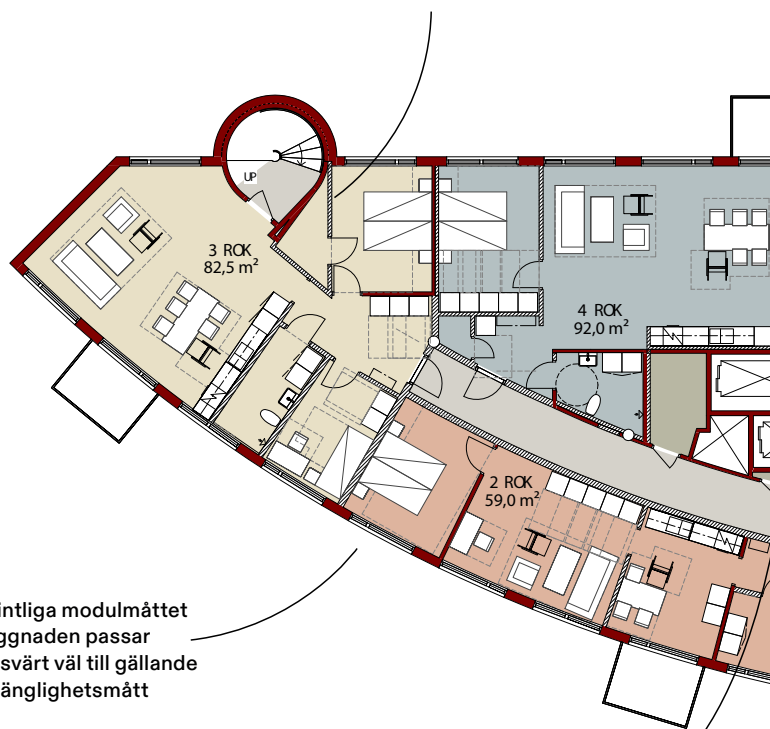 UP
3 ROK
82,5 m²
4 ROK
92,0 m²
2 ROK
59,0 m²
intliga modulmåttet
ggnaden passar
svärt väl till gällande
änglighetsmått